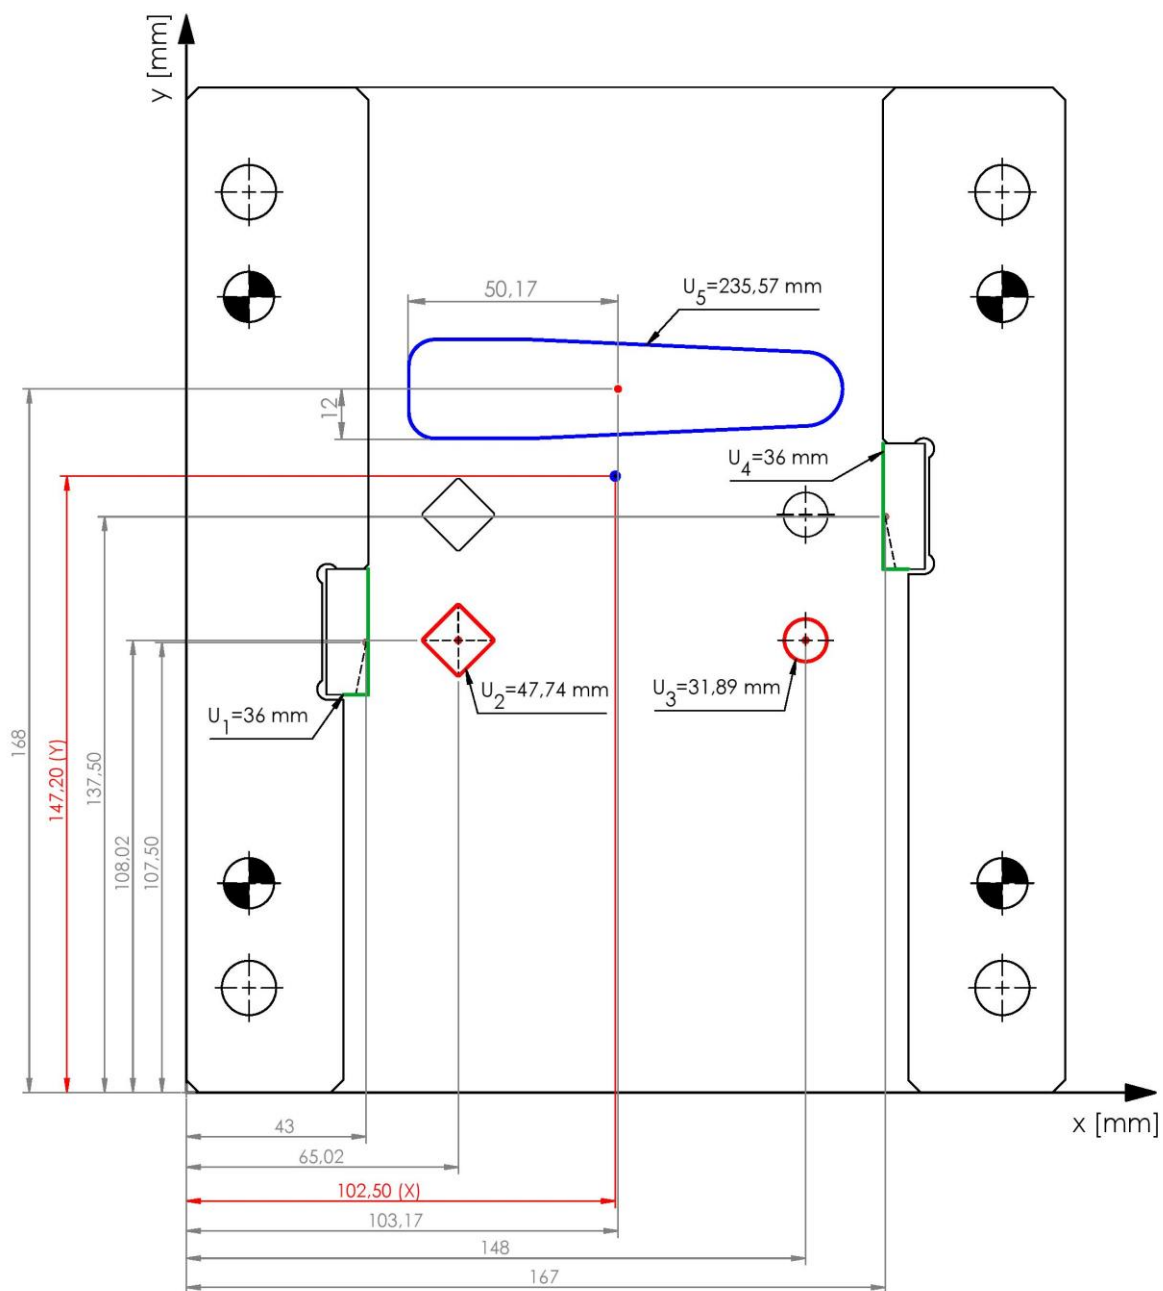 y [mm]
50,17
U5=235,57 mm
12
U4=36 mm
U2=47,74 mm
U3=31,89 mm
U1=36 mm
168
147,20 (Y)
137,50
108,02
107,50
x [mm]
43
65,02
102,50 (X)
103,17
148
167